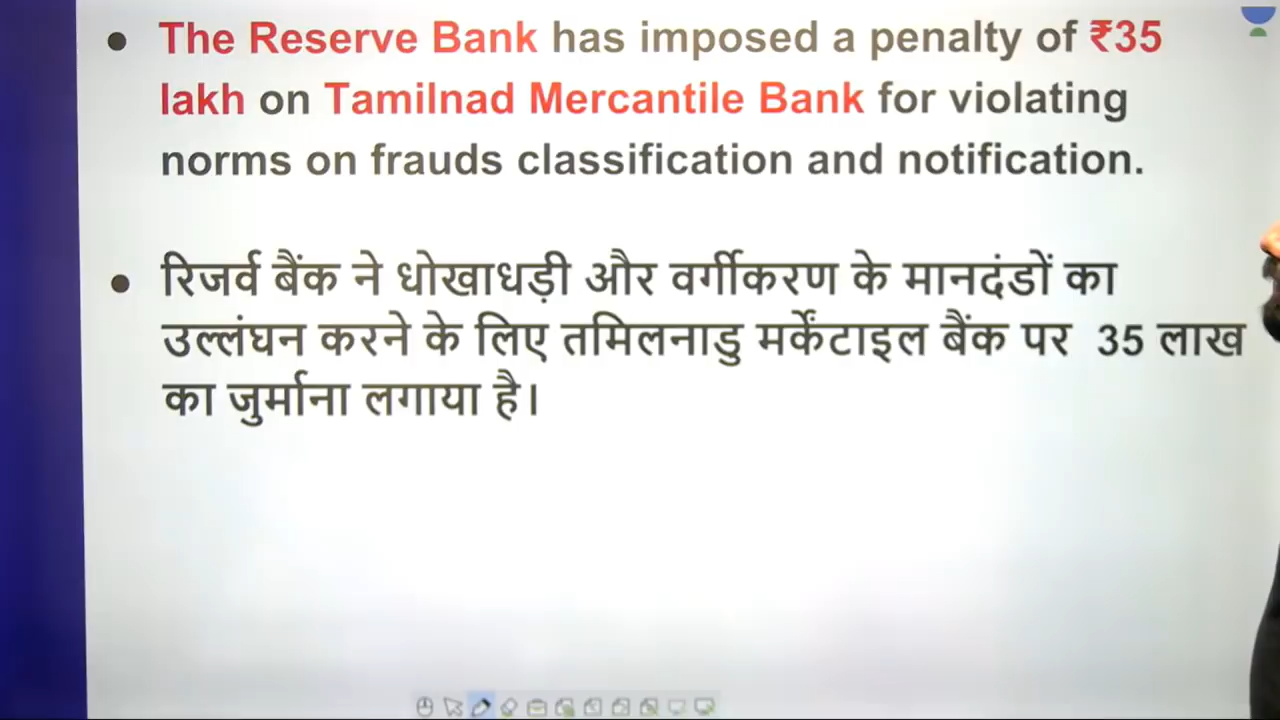 The Reserve Bank has imposed a penalty of ₹35
lakh on Tamilnad Mercantile Bank for violating
norms on frauds classification and notification.
रिजर्व बैंक ने धोखाधड़ी और वर्गीकरण के मानदंडों का
उल्लंघन करने के लिए तमिलनाडु मर्केंटाइल बैंक पर 35 लाख
का जुर्माना लगाया है।